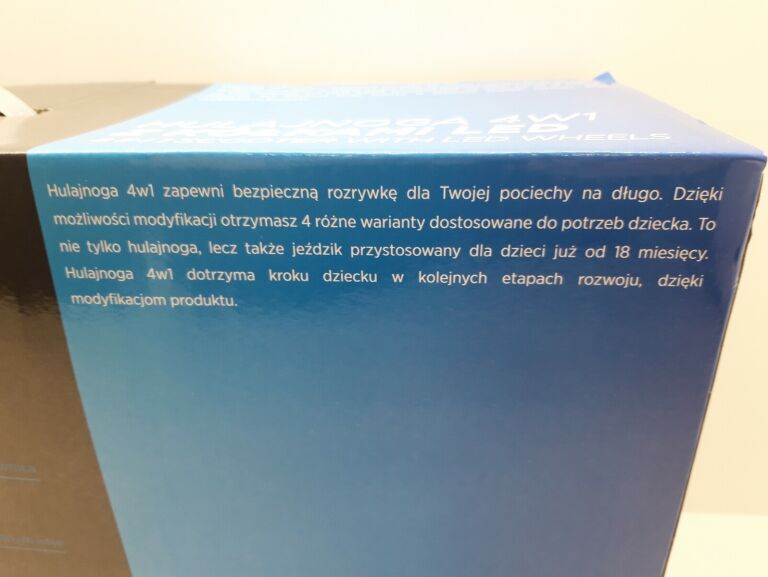 HULAJNOGA 4W1
Z KOŁKAMI LED
WITH LED WHEELS
Hulajnoga 4w1 zapewni bezpieczną rozrywkę dla Twojej pociechy na długo. Dzięki
możliwości modyfikacji otrzymasz 4 różne warianty dostosowane do potrzeb dziecka. To
nie tylko hulajnoga, lecz także jeździk przystosowany dla dzieci już od 18 miesięcy.
Hulajnoga 4w1 dotrzyma kroku dziecku w kolejnych etapach rozwoju, dzięki
modyfikacjom produktu.